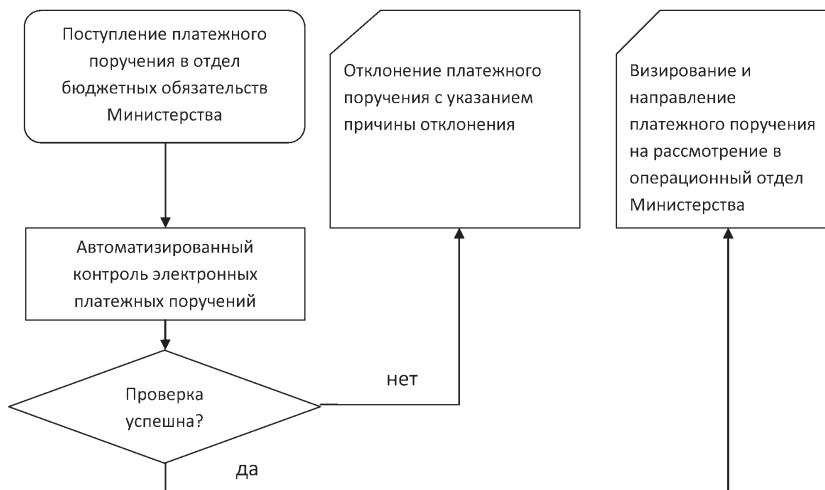 Поступление платежного
поручения в отдел
бюджетных обязательств
Министерства
Отклонение платежного
поручения с указанием
причины отклонения
Визирование и
направление
платежного поручения
на рассмотрение в
операционный отдел
Министерства
Автоматизированный
контроль электронных
платежных поручений
Проверка
успешна?
нет
да